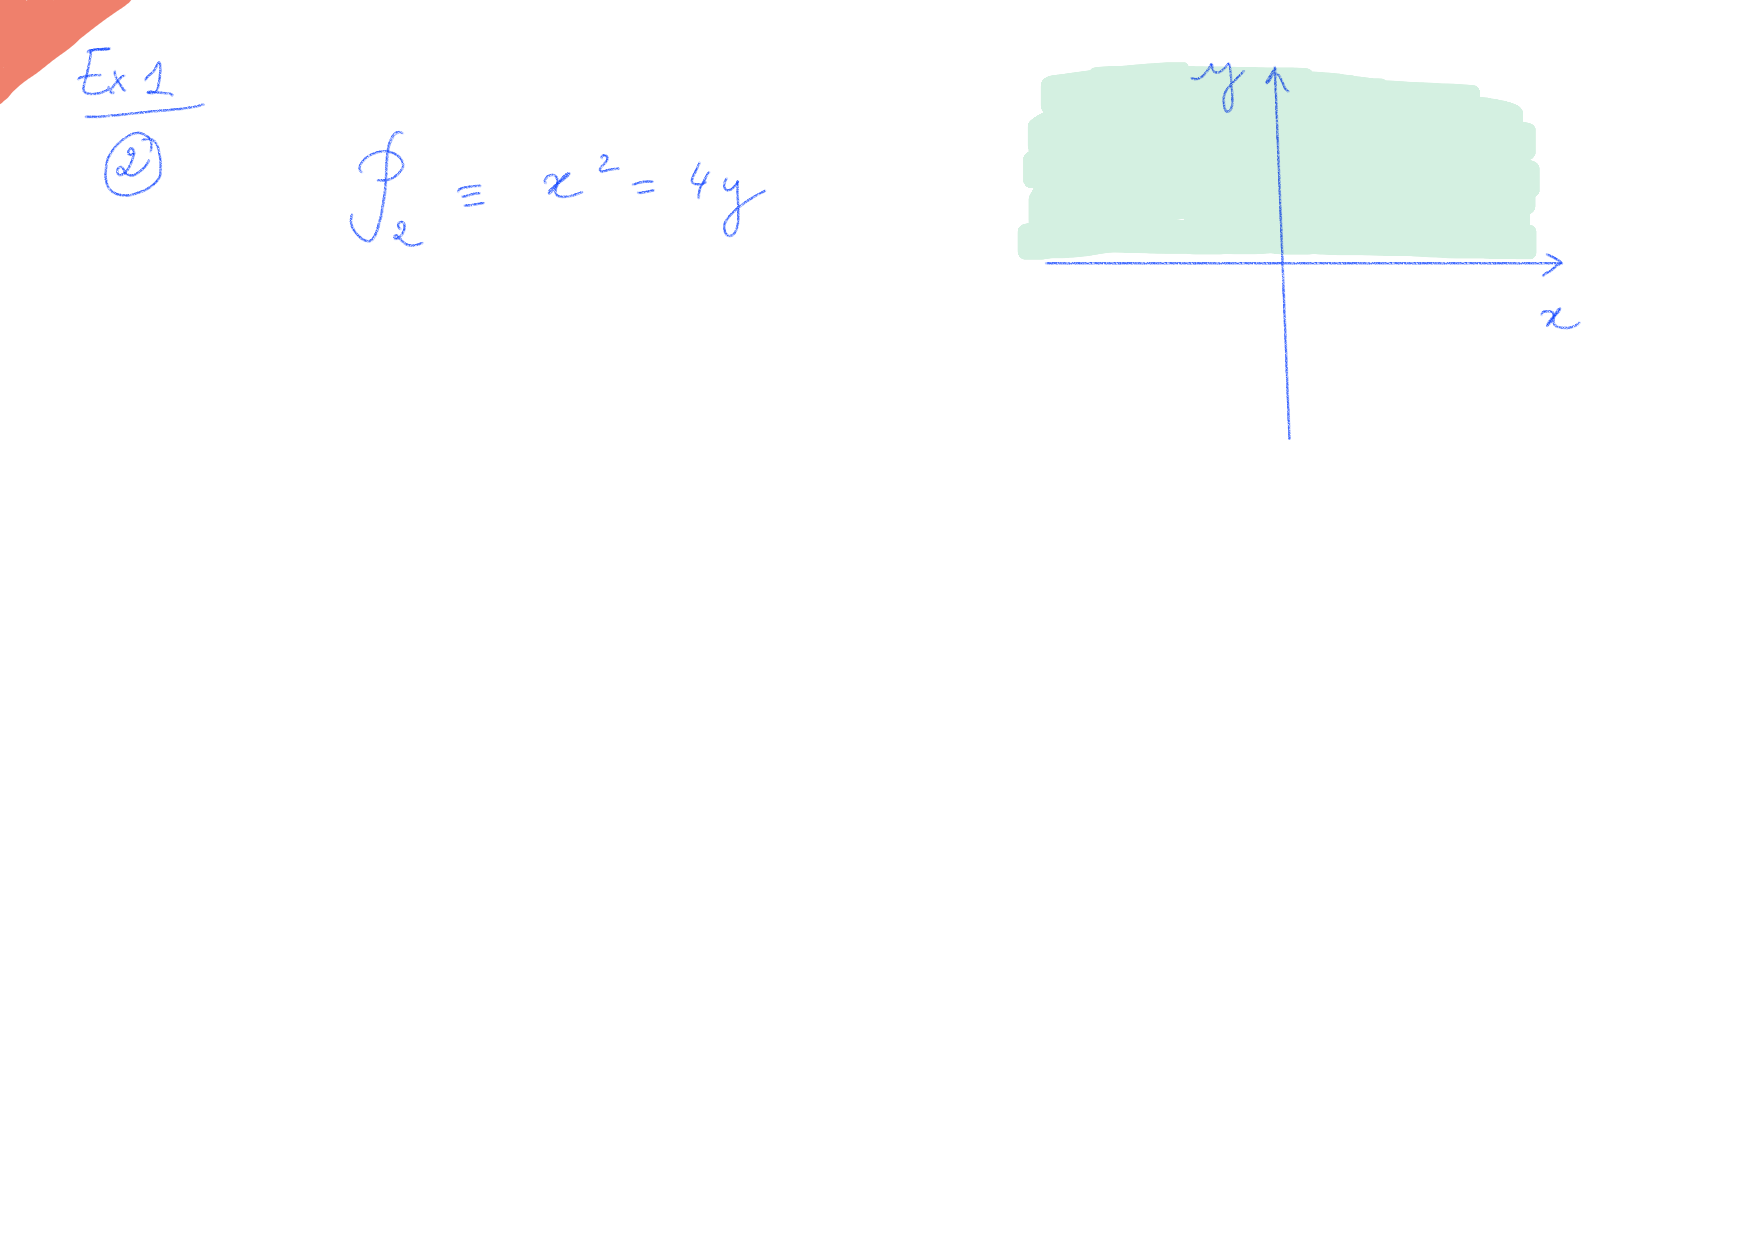 Ex 1
②
𝒫₂ ≡ x² = 4y
y
x